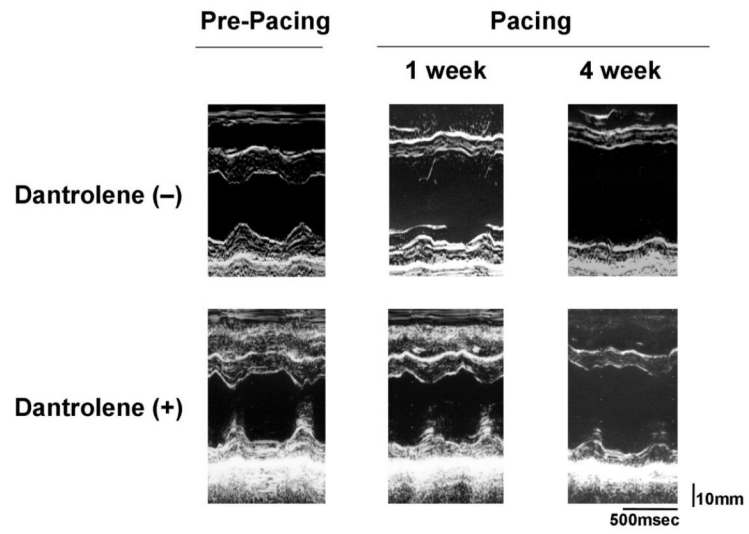 Pre-Pacing
Pacing
1 week
4 week
Dantrolene (–)
Dantrolene (+)
10mm
500msec